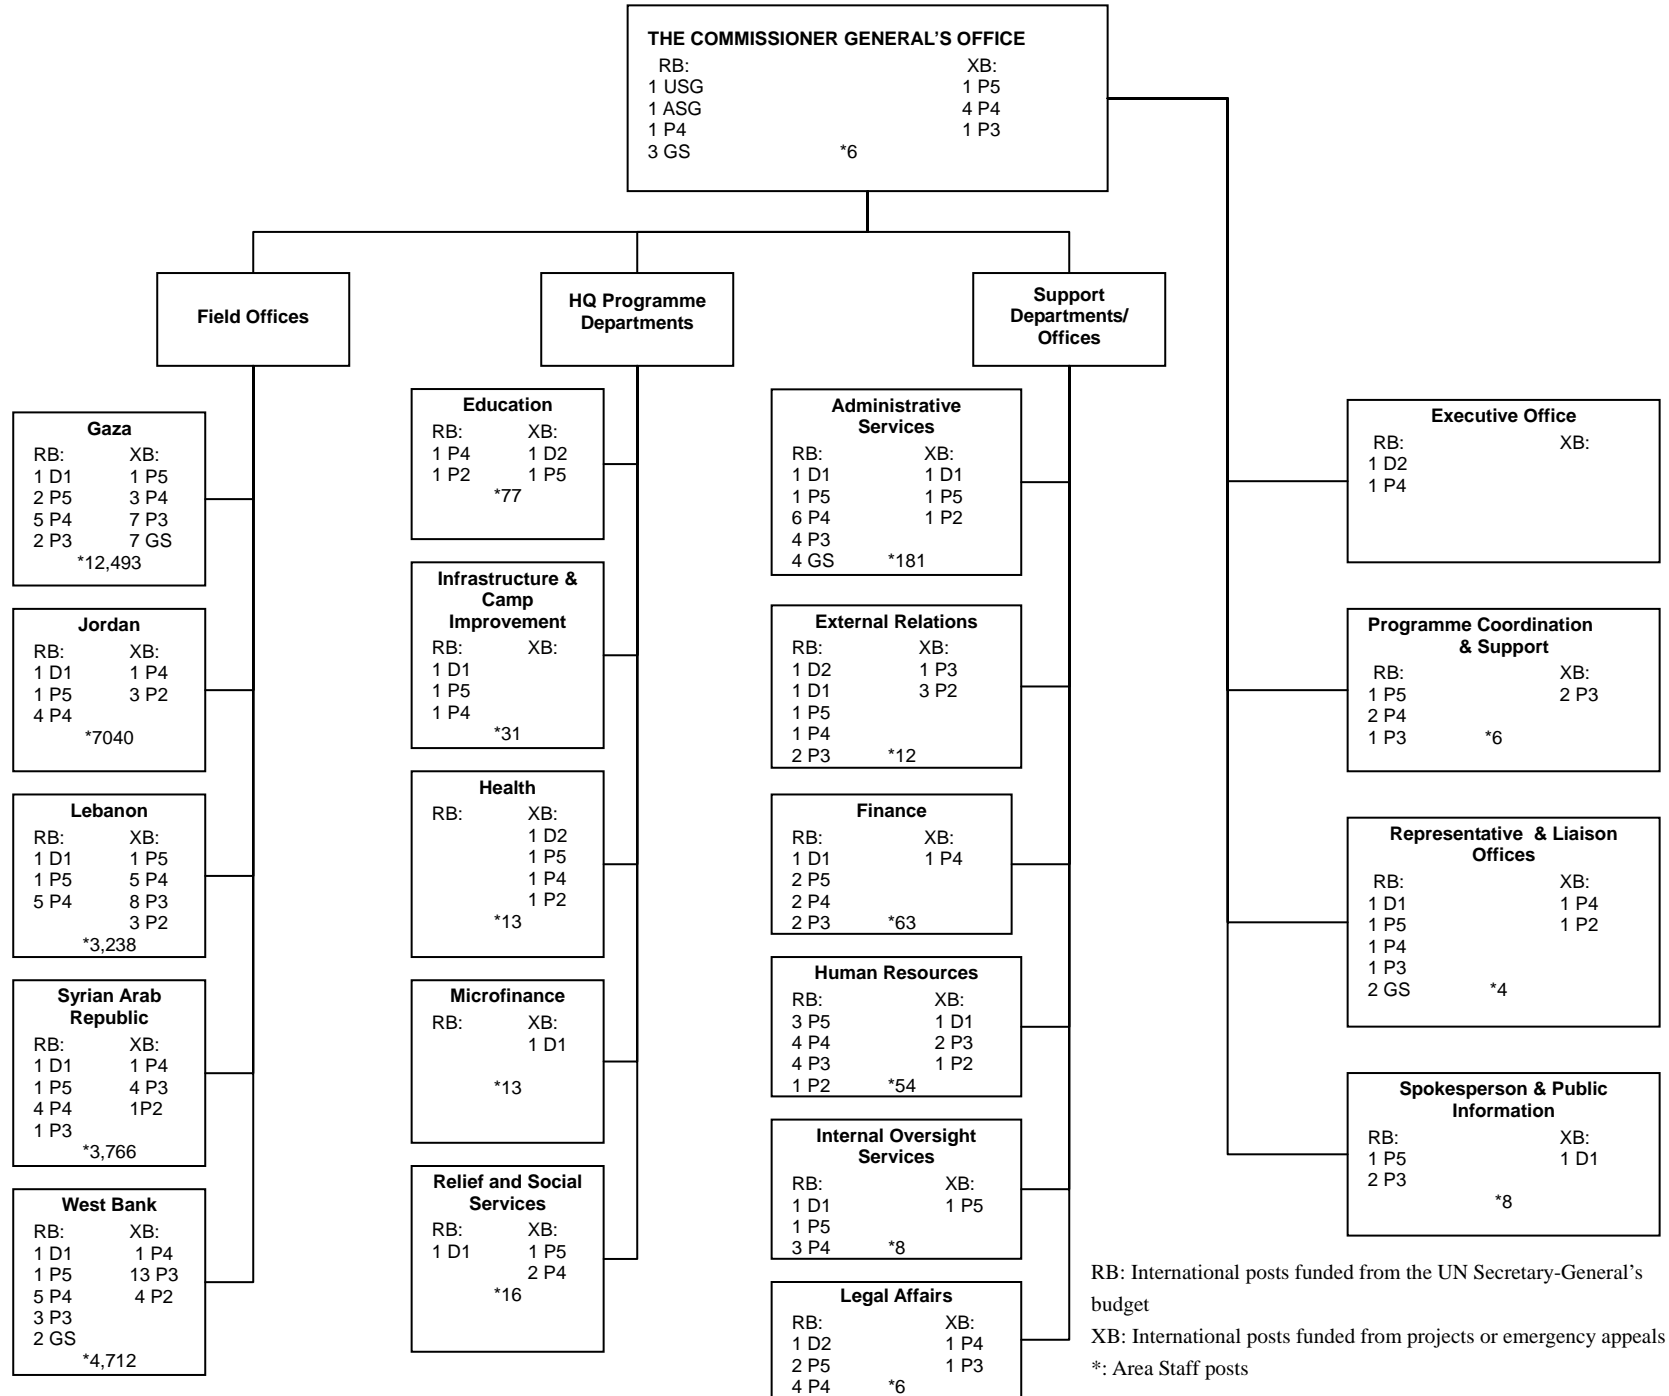 THE COMMISSIONER GENERAL'S OFFICE
RB: XB:
1 USG 1 P5
1 ASG 4 P4
1 P4 1 P3
3 GS *6
Field Offices
HQ Programme
Departments
Support
Departments/
Offices
Gaza
RB: XB:
1 D1 1 P5
2 P5 3 P4
5 P4 7 P3
2 P3 7 GS
*12,493
Jordan
RB: XB:
1 D1 1 P4
1 P5 3 P2
4 P4
*7040
Lebanon
RB: XB:
1 D1 1 P5
1 P5 5 P4
5 P4 8 P3
3 P2
*3,238
Syrian Arab
Republic
RB: XB:
1 D1 1 P4
1 P5 4 P3
4 P4 1P2
1 P3
*3,766
West Bank
RB: XB:
1 D1 1 P4
1 P5 13 P3
5 P4 4 P2
3 P3
2 GS
*4,712
Education
RB: XB:
1 P4 1 D2
1 P2 1 P5
*77
Infrastructure &
Camp
Improvement
RB: XB:
1 D1
1 P5
1 P4
*31
Health
RB: XB:
1 D2
1 P5
1 P4
1 P2
*13
Microfinance
RB: XB:
1 D1
*13
Relief and Social
Services
RB: XB:
1 D1 1 P5
2 P4
*16
Administrative
Services
RB: XB:
1 D1 1 D1
1 P5 1 P5
6 P4 1 P2
4 P3
4 GS *181
External Relations
RB: XB:
1 D2 1 P3
1 D1 3 P2
1 P5
1 P4
2 P3 *12
Finance
RB: XB:
1 D1 1 P4
2 P5
2 P4
2 P3 *63
Human Resources
RB: XB:
3 P5 1 D1
4 P4 2 P3
4 P3 1 P2
1 P2 *54
Internal Oversight
Services
RB: XB:
1 D1 1 P5
1 P5
3 P4 *8
Legal Affairs
RB: XB:
1 D2 1 P4
2 P5 1 P3
4 P4 *6
Executive Office
RB: XB:
1 D2
1 P4
Programme Coordination
& Support
RB: XB:
1 P5 2 P3
2 P4
1 P3 *6
Representative & Liaison
Offices
RB: XB:
1 D1 1 P4
1 P5 1 P2
1 P4
1 P3
2 GS *4
Spokesperson & Public
Information
RB: XB:
1 P5 1 D1
2 P3
*8
RB: International posts funded from the UN Secretary-General's
budget
XB: International posts funded from projects or emergency appeals
*: Area Staff posts